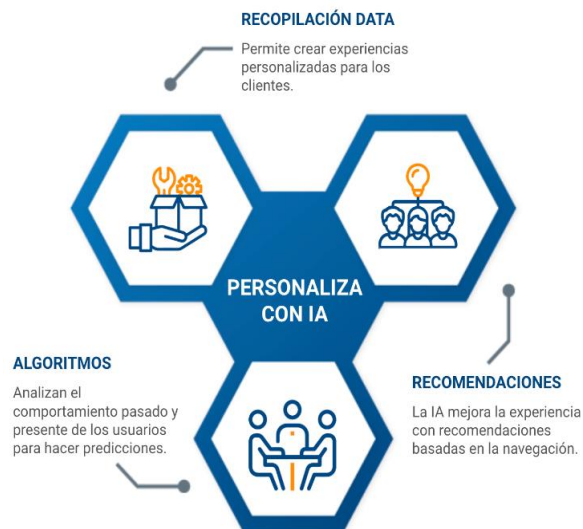 RECOPILACIÓN DATA
Permite crear experiencias
personalizadas para los
clientes.
PERSONALIZA
CON IA
ALGORITMOS
Analizan el
comportamiento pasado y
presente de los usuarios
para hacer predicciones.
RECOMENDACIONES
La IA mejora la experiencia
con recomendaciones
basadas en la navegación.